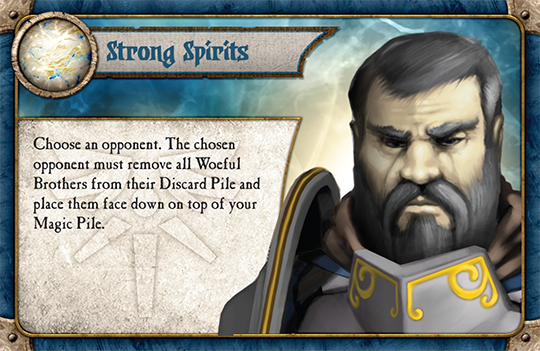 Strong Spirits
Choose an opponent. The chosen
opponent must remove all Woeful
Brothers from their Discard Pile and
place them face down on top of your
Magic Pile.